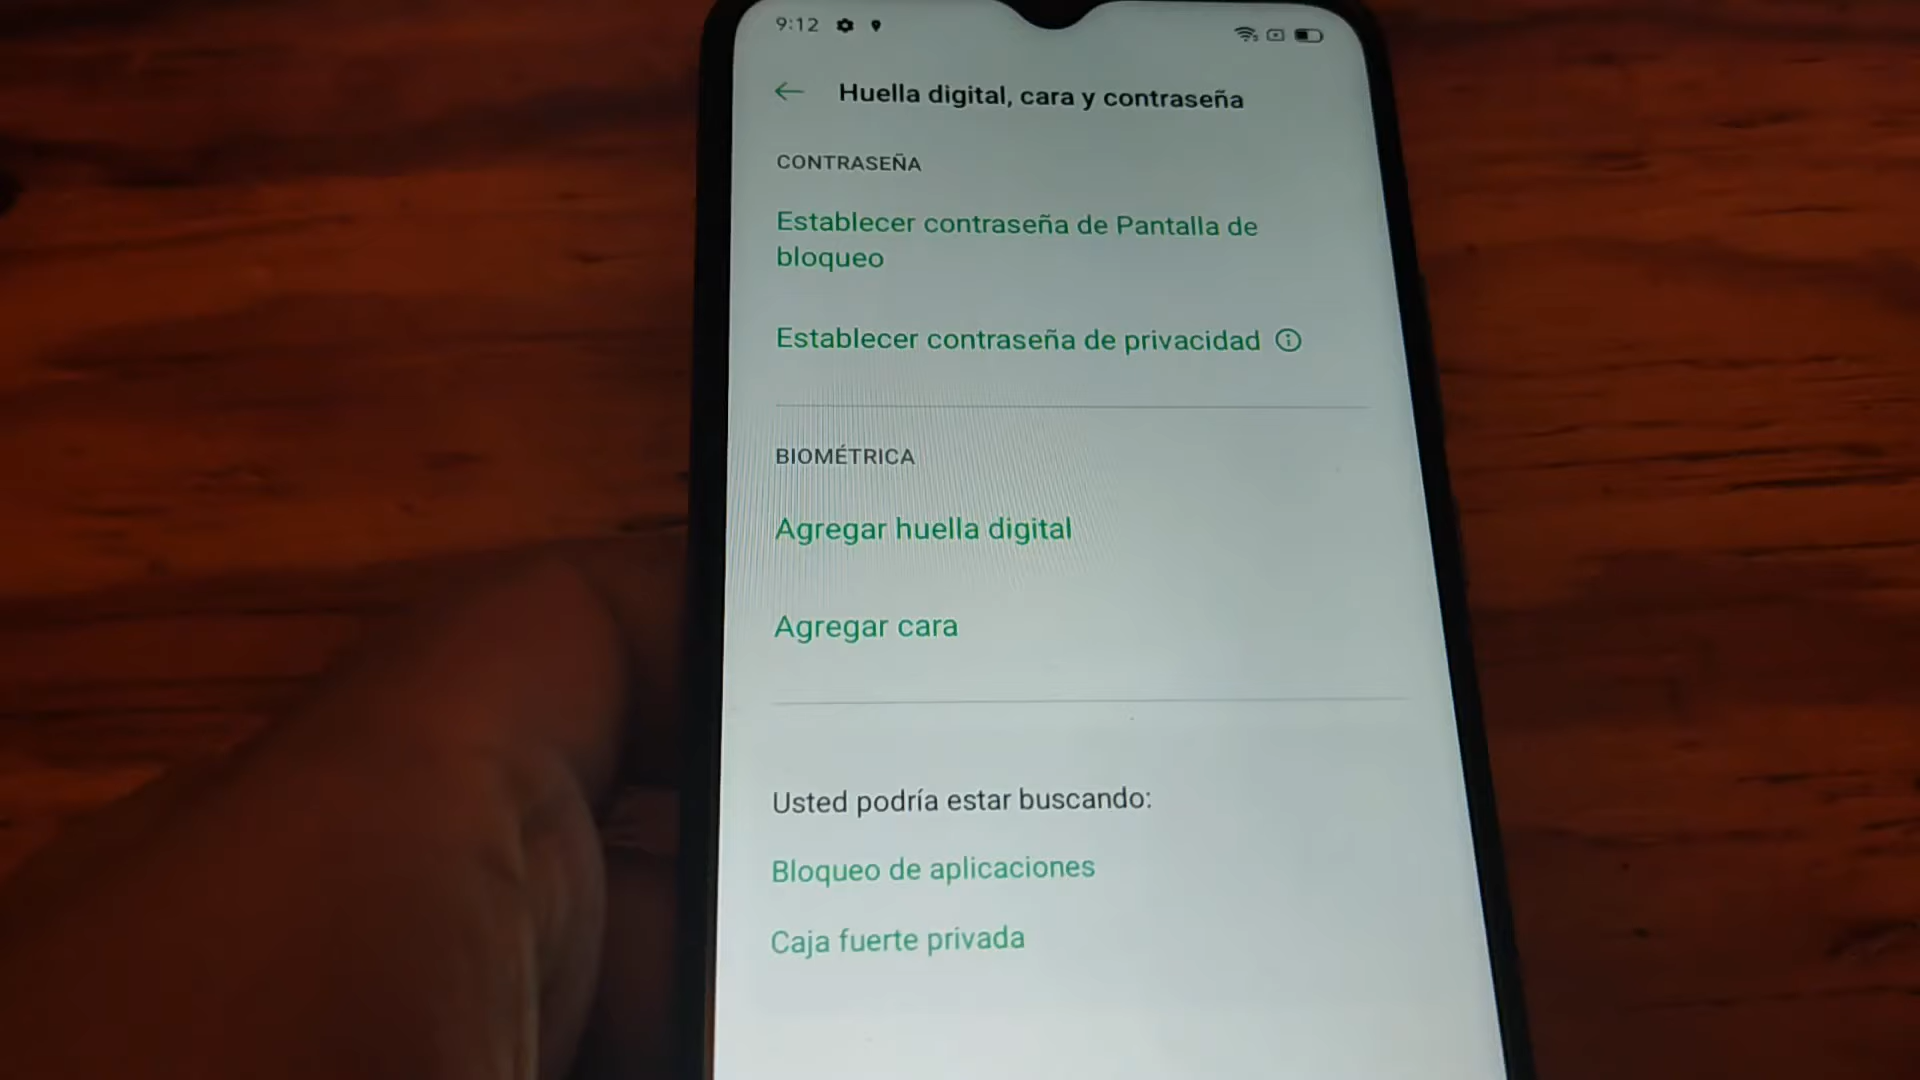 9:12
Huella digital, cara y contraseña
CONTRASEÑA
Establecer contraseña de Pantalla de
bloqueo
Establecer contraseña de privacidad
BIOMÉTRICA
Agregar huella digital
Agregar cara
Usted podría estar buscando:
Bloqueo de aplicaciones
Caja fuerte privada